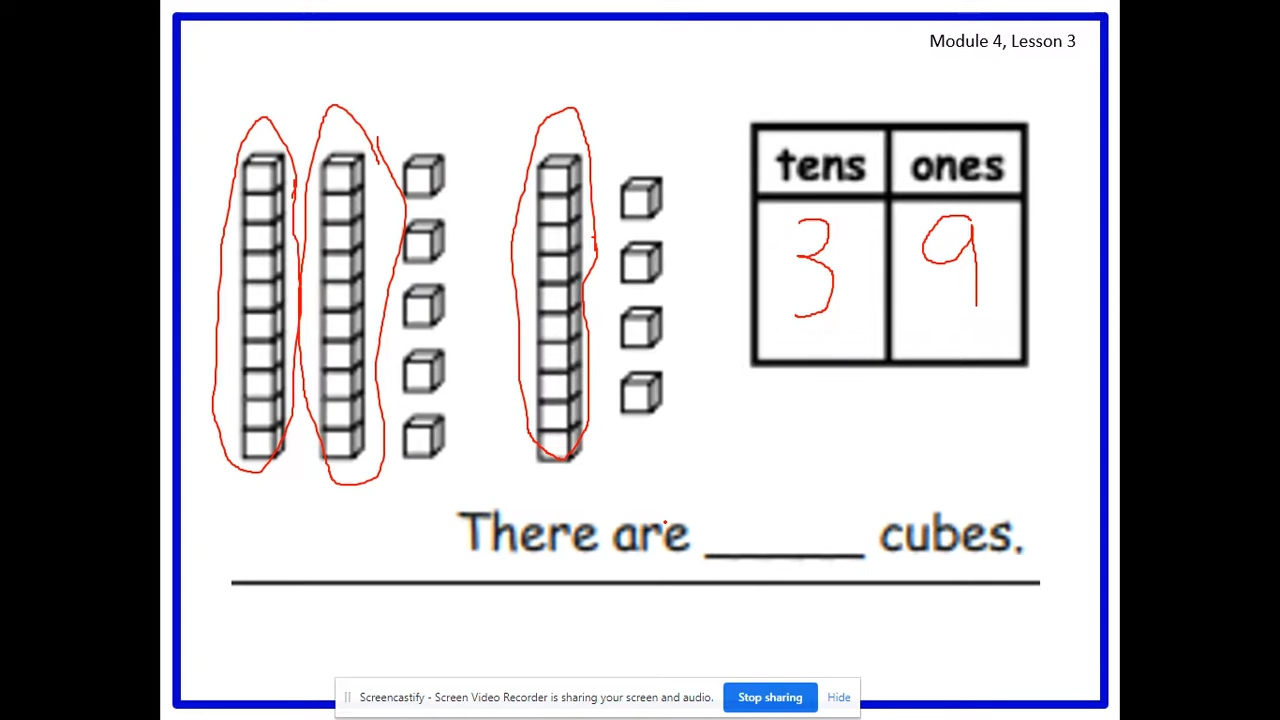 Module 4, Lesson 3
tens ones
3 9
There are ______ cubes.
Screencastify - Screen Video Recorder is sharing your screen and audio. Stop sharing Hide